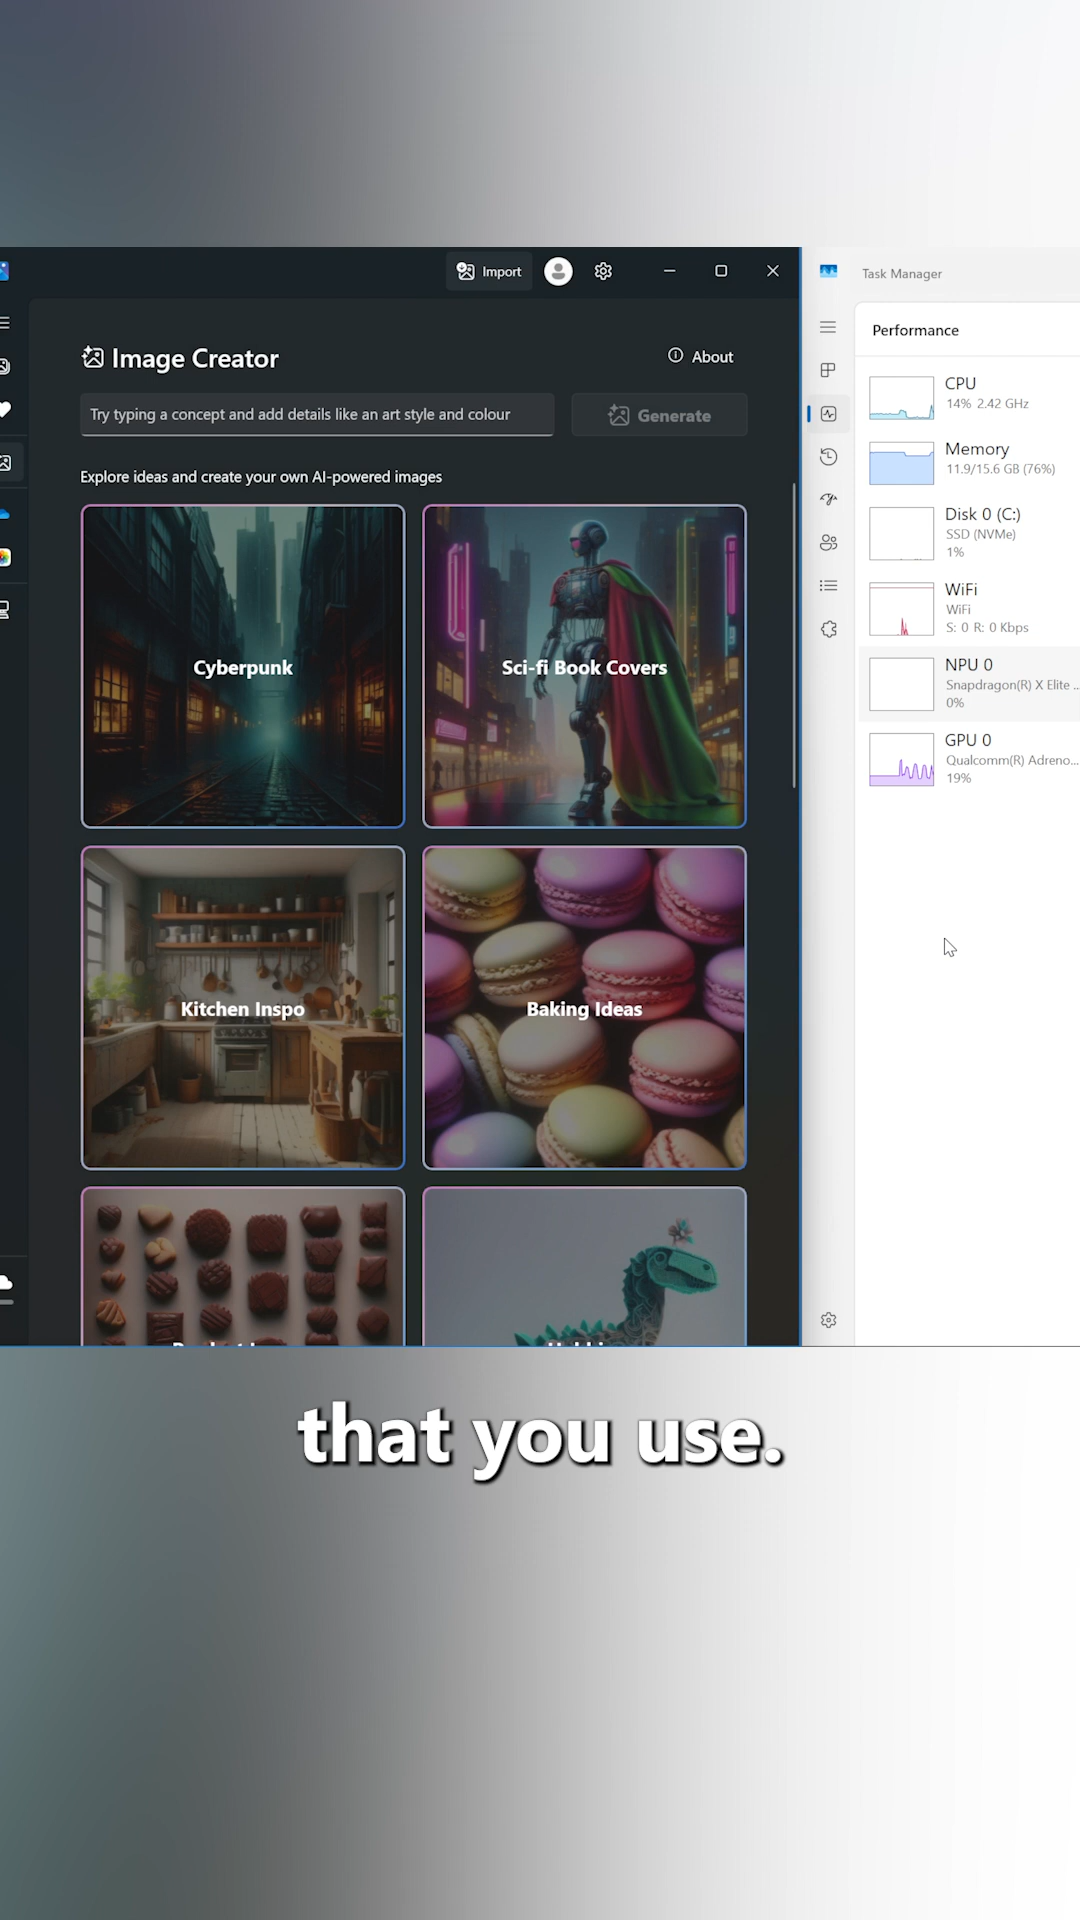 Import
Image Creator
About
Try typing a concept and add details like an art style and colour
Generate
Explore ideas and create your own AI-powered images
Cyberpunk
Sci-fi Book Covers
Kitchen Inspo
Baking Ideas
Task Manager
Performance
CPU
14% 2.42 GHz
Memory
11.9/15.6 GB (76%)
Disk 0 (C:)
SSD (NVMe)
1%
WiFi
WiFi
S: 0 R: 0 Kbps
NPU 0
Snapdragon(R) X Elite ...
0%
GPU 0
Qualcomm(R) Adreno...
19%
that you use.